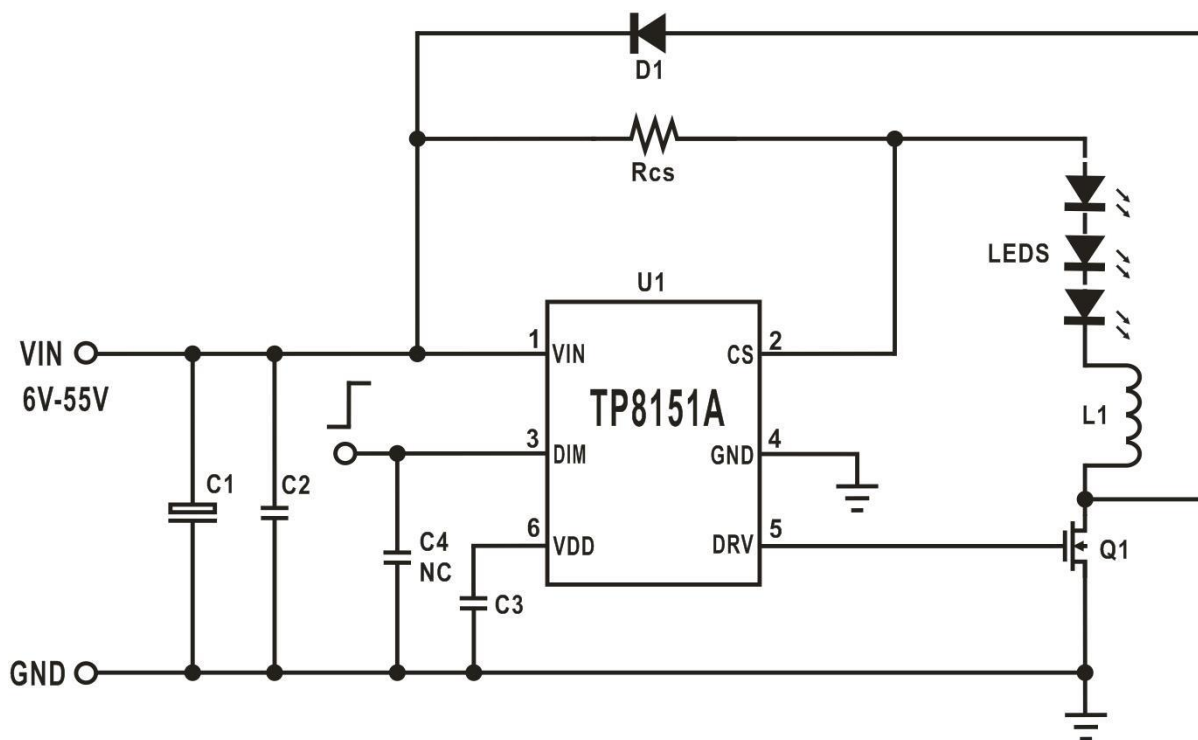 D1
Rcs
LEDS
U1
VIN
6V-55V
1
VIN
CS
2
TP8151A
3
DIM
GND
4
L1
C1
C2
C4
NC
6
VDD
DRV
5
Q1
C3
GND